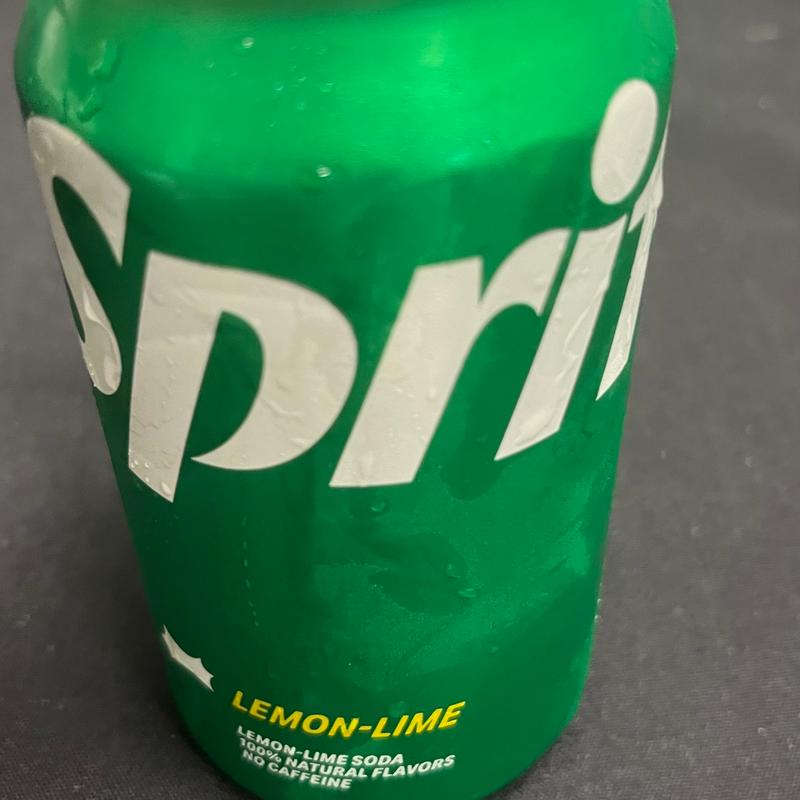 Sprit
LEMON-LIME
LEMON-LIME SODA
100% NATURAL FLAVORS
NO CAFFEINE